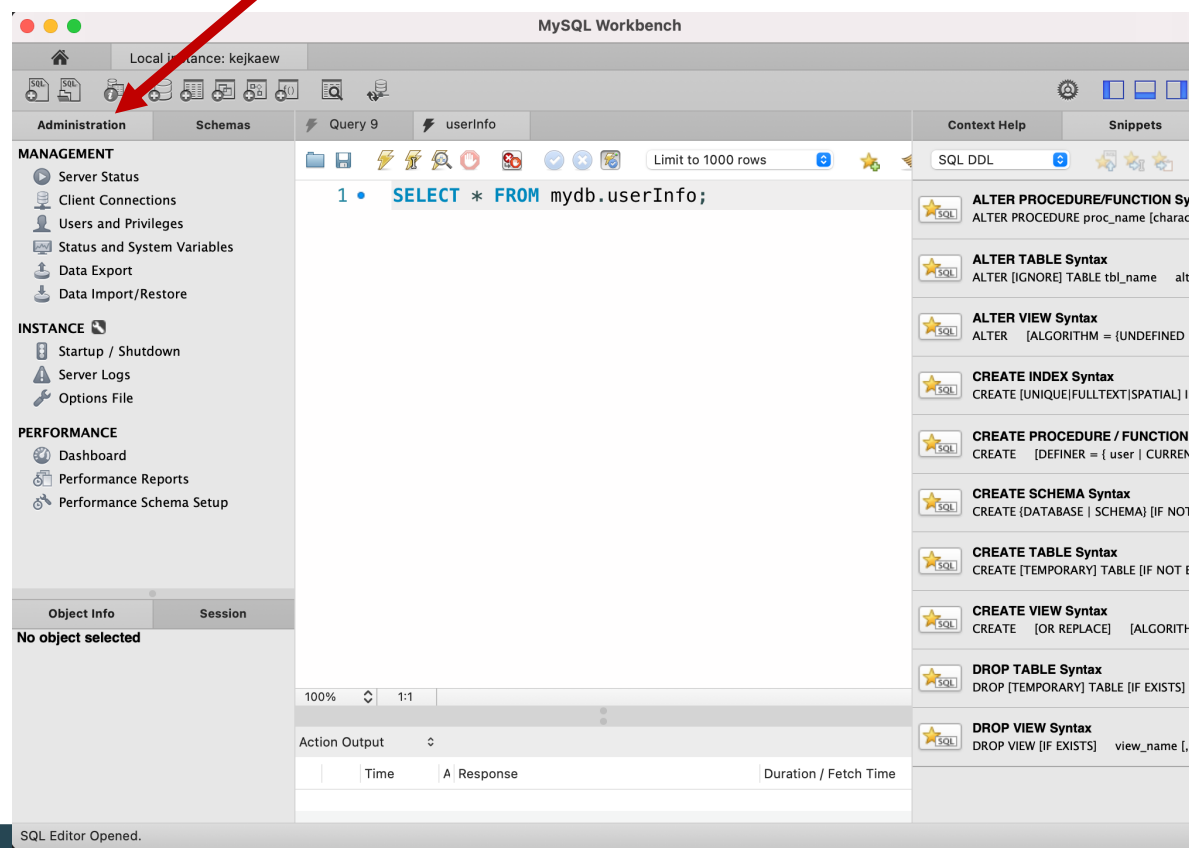 MySQL Workbench
Local instance: kejkaew
Administration
Schemas
MANAGEMENT
Server Status
Client Connections
Users and Privileges
Status and System Variables
Data Export
Data Import/Restore
INSTANCE
Startup / Shutdown
Server Logs
Options File
PERFORMANCE
Dashboard
Performance Reports
Performance Schema Setup
Object Info
Session
No object selected
Query 9
userInfo
Limit to 1000 rows
1 SELECT * FROM mydb.userInfo;
100%
1:1
Action Output
Time
A
Response
Duration / Fetch Time
Context Help
Snippets
SQL DDL
ALTER PROCEDURE/FUNCTION Sy
ALTER PROCEDURE proc_name [charac
ALTER TABLE Syntax
ALTER [IGNORE] TABLE tbl_name alt
ALTER VIEW Syntax
ALTER [ALGORITHM = {UNDEFINED
CREATE INDEX Syntax
CREATE [UNIQUE|FULLTEXT|SPATIAL] I
CREATE PROCEDURE / FUNCTION
CREATE [DEFINER = { user | CURREN
CREATE SCHEMA Syntax
CREATE {DATABASE | SCHEMA} [IF NOT
CREATE TABLE Syntax
CREATE [TEMPORARY] TABLE [IF NOT E
CREATE VIEW Syntax
CREATE [OR REPLACE] [ALGORITH
DROP TABLE Syntax
DROP [TEMPORARY] TABLE [IF EXISTS]
DROP VIEW Syntax
DROP VIEW [IF EXISTS] view_name [,
SQL Editor Opened.